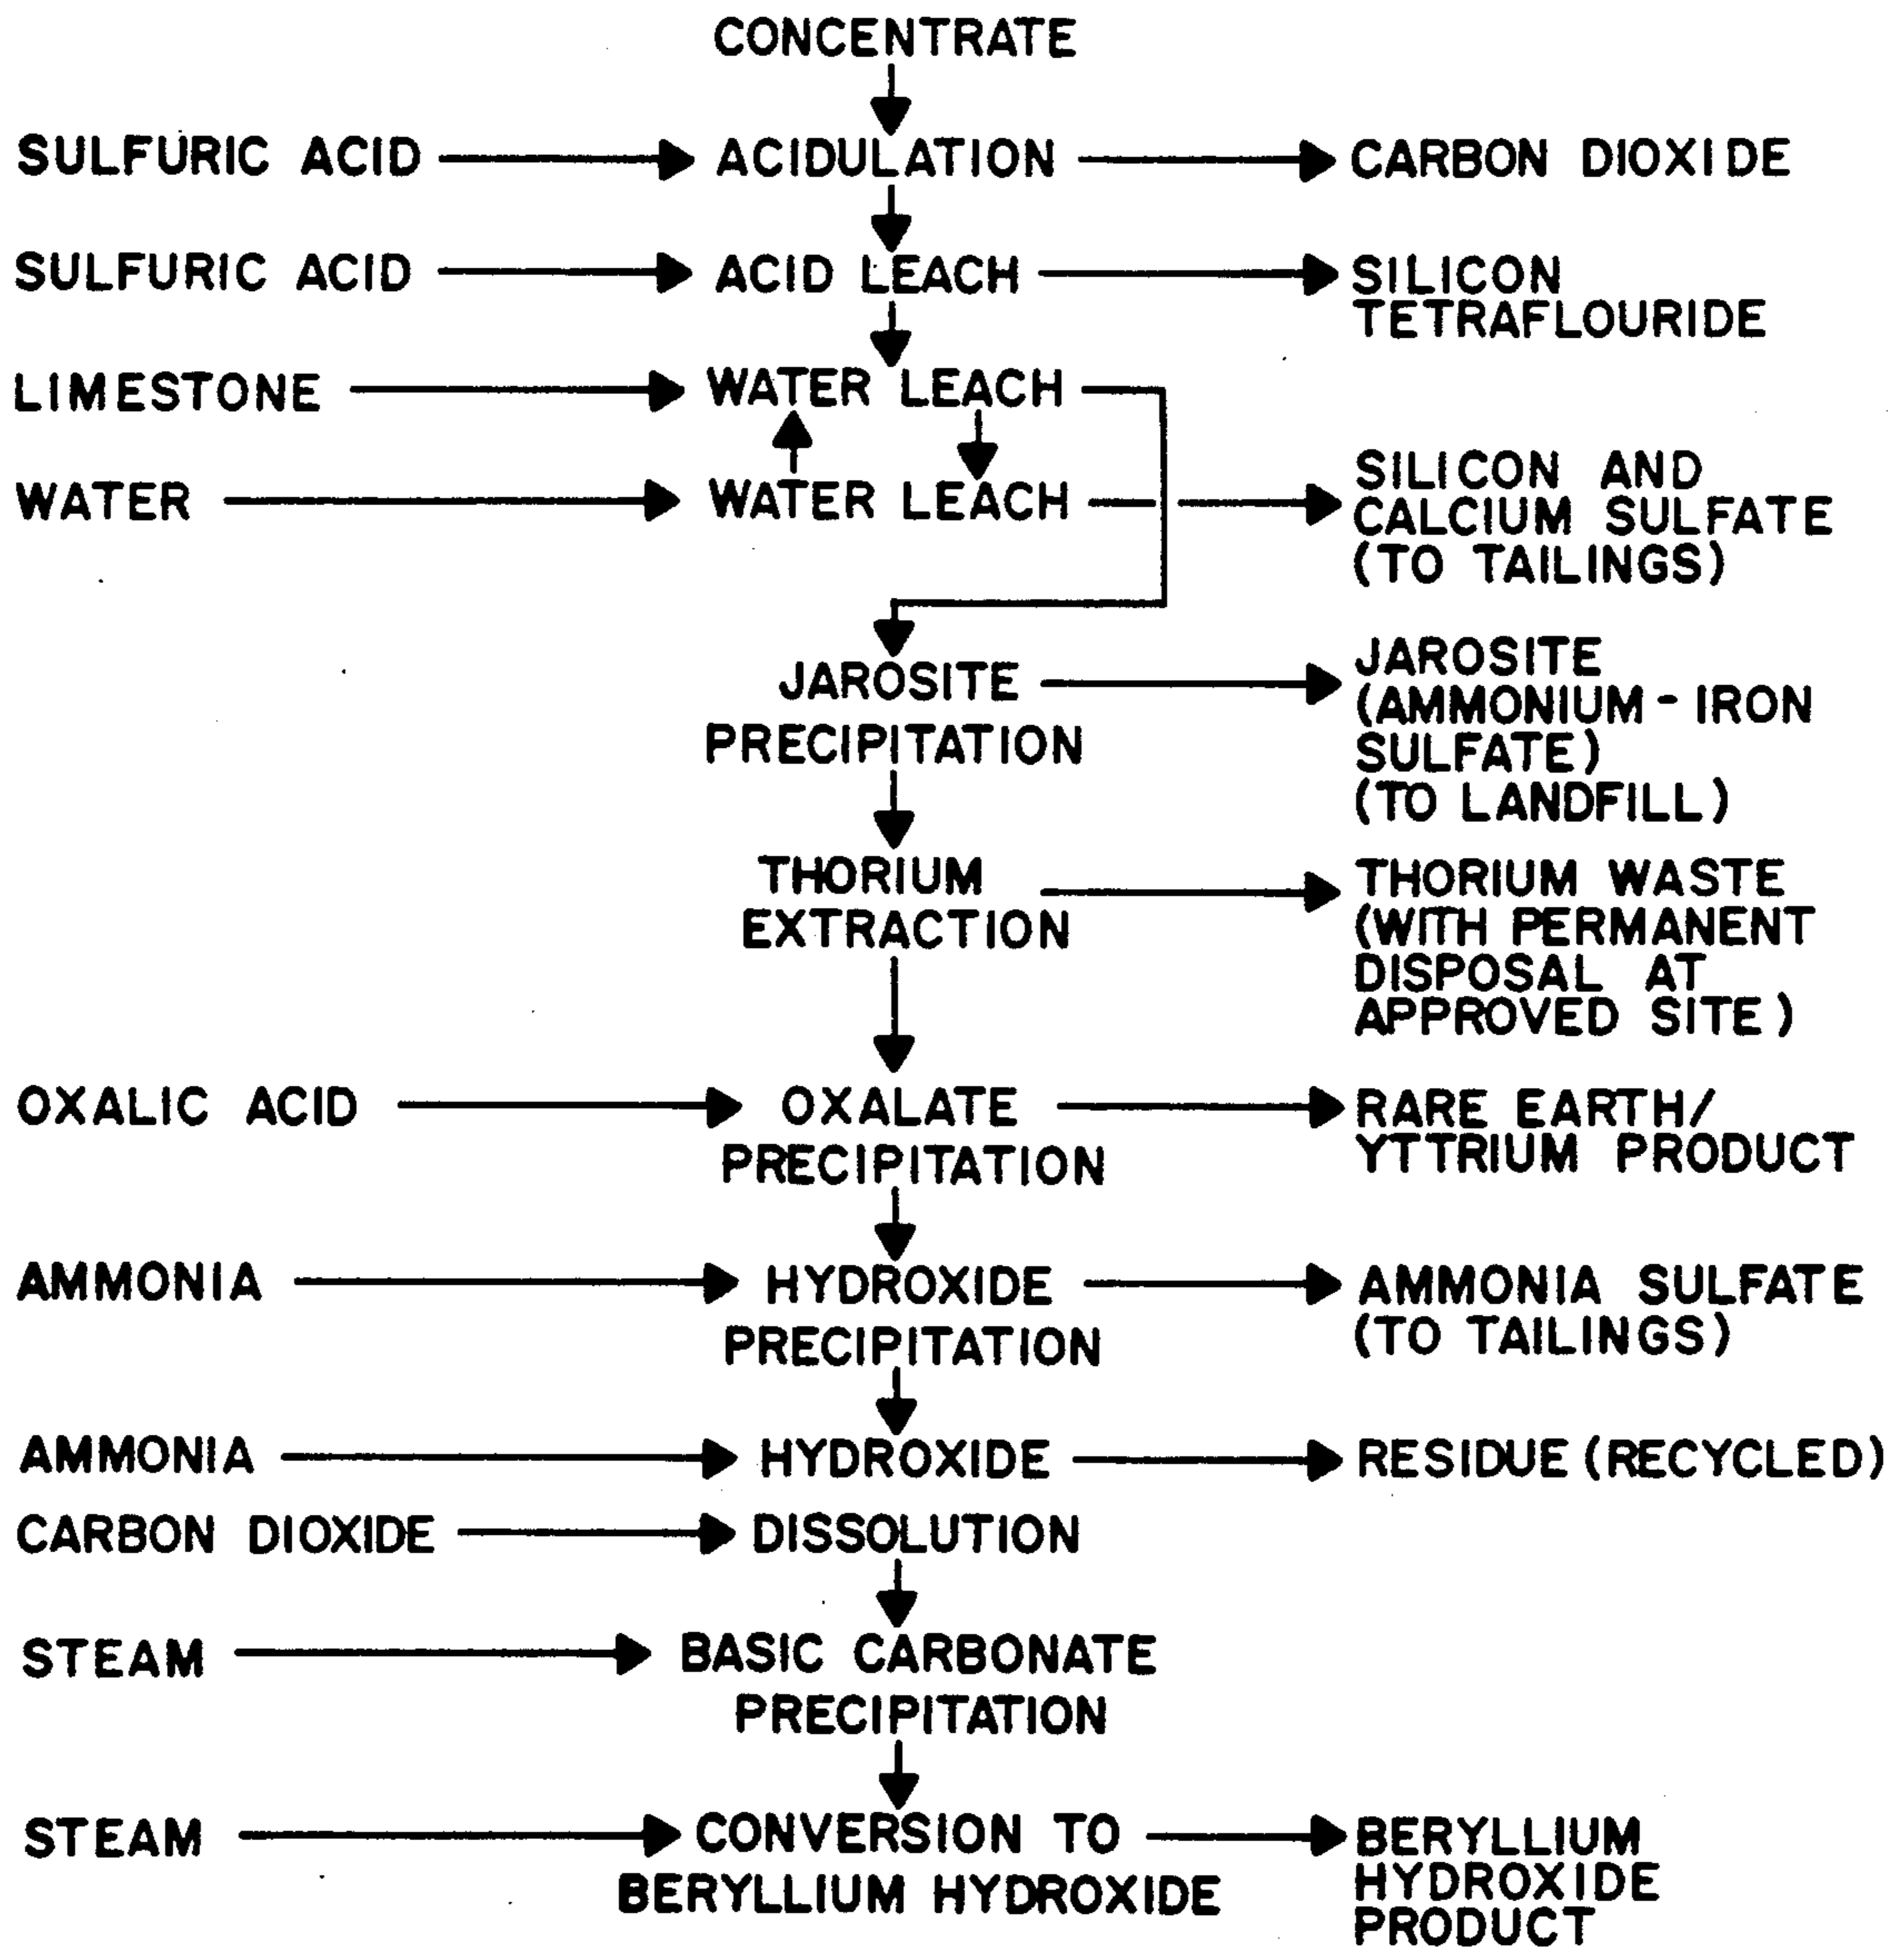 CONCENTRATE
SULFURIC ACID
ACIDULATION
CARBON DIOXIDE
SULFURIC ACID
ACID LEACH
SILICON
TETRAFLOURIDE
LIMESTONE
WATER LEACH
WATER
WATER LEACH
SILICON AND
CALCIUM SULFATE
(TO TAILINGS)
JAROSITE
PRECIPITATION
JAROSITE
(AMMONIUM-IRON
SULFATE)
(TO LANDFILL)
THORIUM
EXTRACTION
THORIUM WASTE
(WITH PERMANENT
DISPOSAL AT
APPROVED SITE)
OXALIC ACID
OXALATE
PRECIPITATION
RARE EARTH/
YTTRIUM PRODUCT
AMMONIA
HYDROXIDE
PRECIPITATION
AMMONIA SULFATE
(TO TAILINGS)
AMMONIA
HYDROXIDE
RESIDUE (RECYCLED)
CARBON DIOXIDE
DISSOLUTION
STEAM
BASIC CARBONATE
PRECIPITATION
STEAM
CONVERSION TO
BERYLLIUM HYDROXIDE
BERYLLIUM
HYDROXIDE
PRODUCT